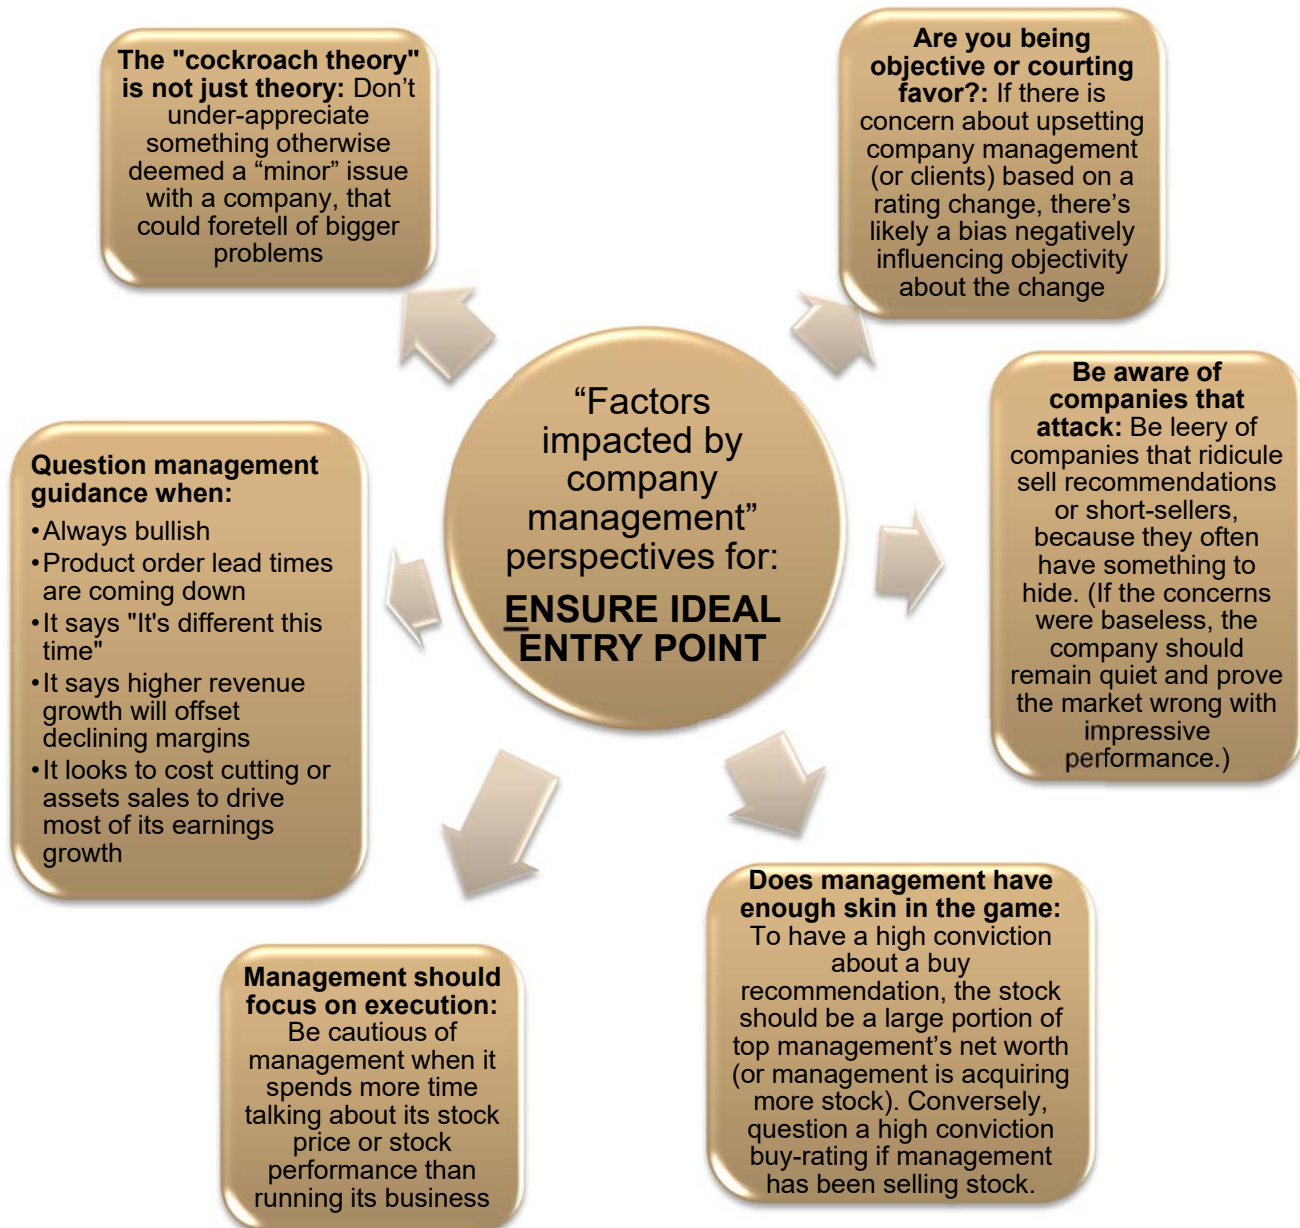 The "cockroach theory"
is not just theory: Don’t
under-appreciate
something otherwise
deemed a “minor” issue
with a company, that
could foretell of bigger
problems
Are you being
objective or courting
favor?: If there is
concern about upsetting
company management
(or clients) based on a
rating change, there’s
likely a bias negatively
influencing objectivity
about the change
“Factors
impacted by
company
management”
perspectives for:
ENSURE IDEAL
ENTRY POINT
Be aware of
companies that
attack: Be leery of
companies that ridicule
sell recommendations
or short-sellers,
because they often
have something to
hide. (If the concerns
were baseless, the
company should
remain quiet and prove
the market wrong with
impressive
performance.)
Question management
guidance when:
•Always bullish
•Product order lead times
are coming down
•It says "It's different this
time"
•It says higher revenue
growth will offset
declining margins
•It looks to cost cutting or
assets sales to drive
most of its earnings
growth
Does management have
enough skin in the game:
To have a high conviction
about a buy
recommendation, the stock
should be a large portion of
top management’s net worth
(or management is acquiring
more stock). Conversely,
question a high conviction
buy-rating if management
has been selling stock.
Management should
focus on execution:
Be cautious of
management when it
spends more time
talking about its stock
price or stock
performance than
running its business